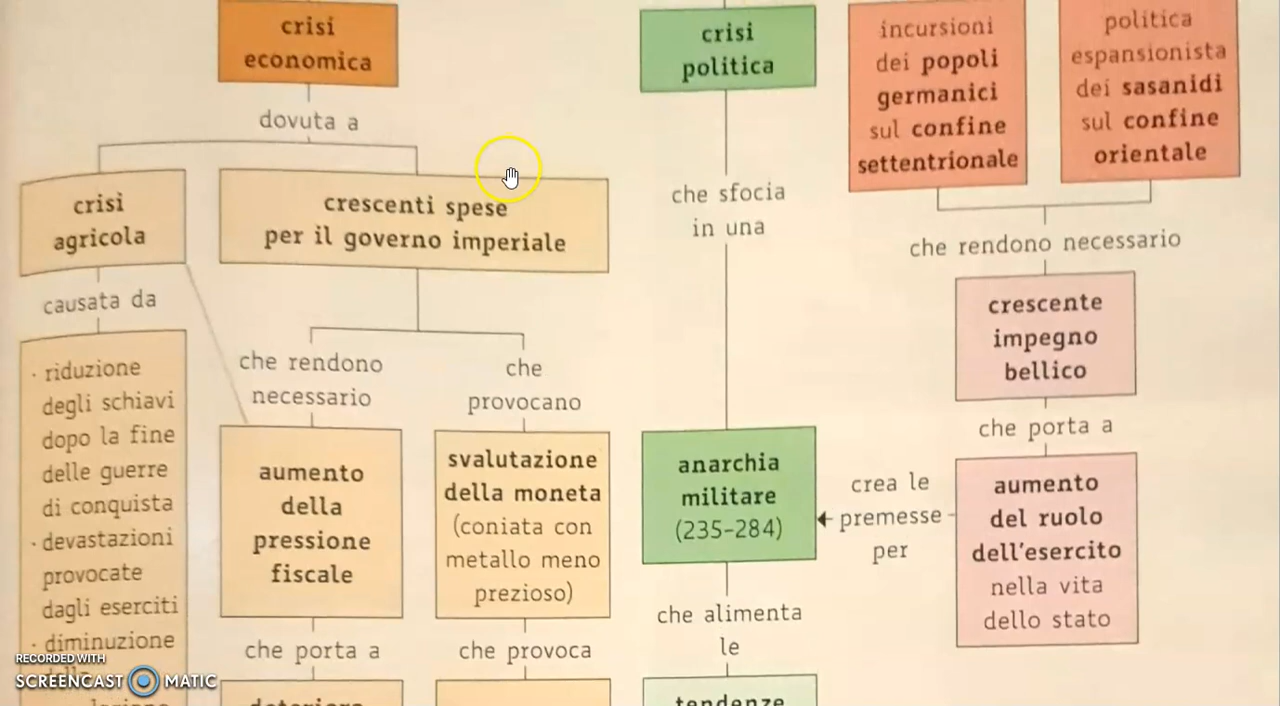 crisi
economica
dovuta a
crisi
agricola
causata da
· riduzione
degli schiavi
dopo la fine
delle guerre
di conquista
· devastazioni
provocate
dagli eserciti
· diminuzione
crescenti spese
per il governo imperiale
che rendono
necessario
aumento
della
pressione
fiscale
che porta a
che
provocano
svalutazione
della moneta
(coniata con
metallo meno
prezioso)
che provoca
crisi
politica
che sfocia
in una
anarchia
militare
(235-284)
che alimenta
le
tendenze
incursioni
dei popoli
germanici
sul confine
settentrionale
politica
espansionista
dei sasanidi
sul confine
orientale
che rendono necessario
crescente
impegno
bellico
che porta a
aumento
del ruolo
dell'esercito
nella vita
dello stato
crea le
premesse
per
RECORDED WITH
SCREENCAST MATIC